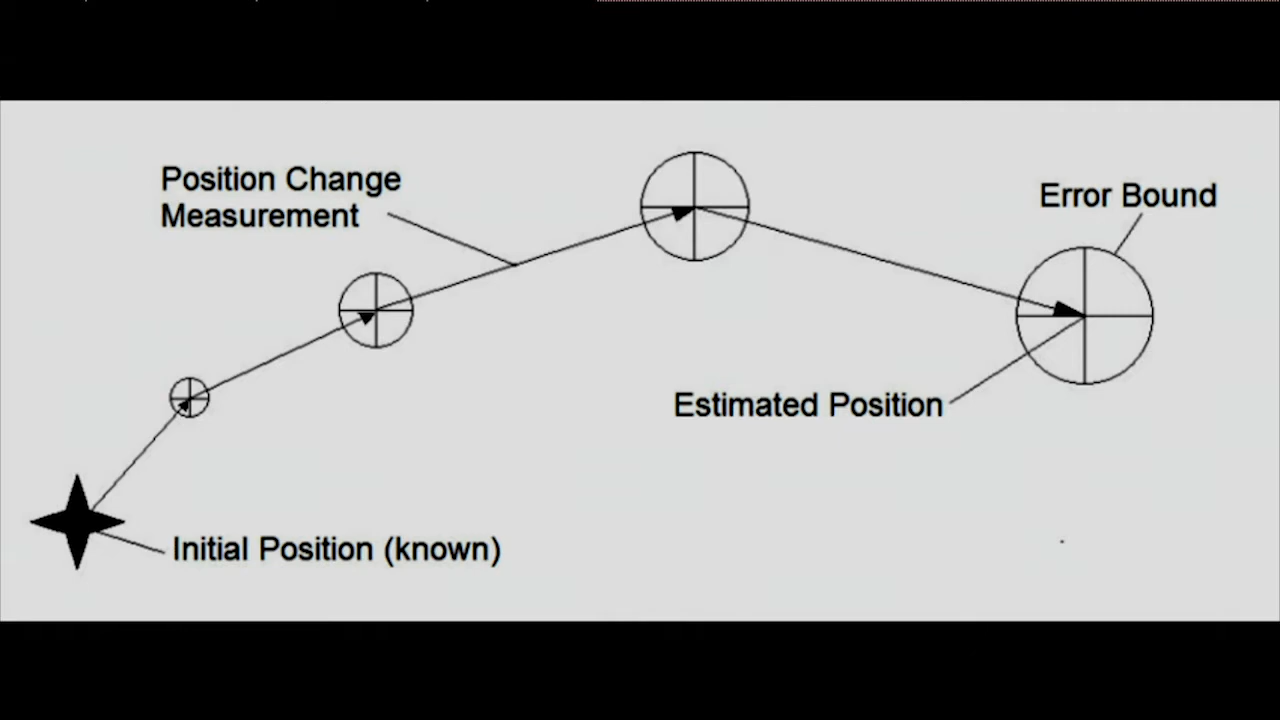 Position Change
Measurement
Error Bound
Estimated Position
Initial Position (known)